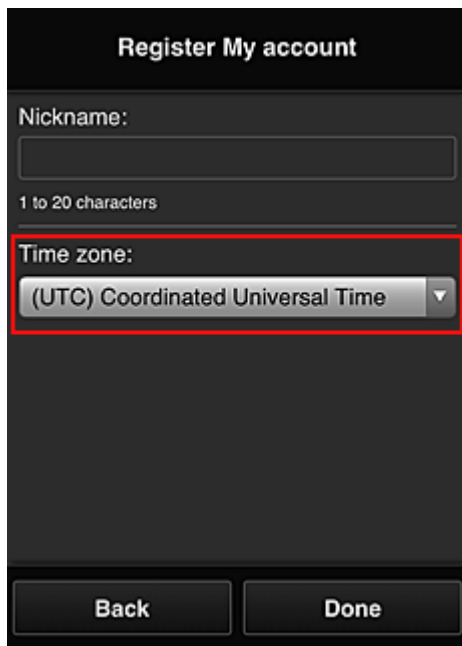 Register My account
Nickname:
1 to 20 characters
Time zone:
(UTC) Coordinated Universal Time
Back
Done